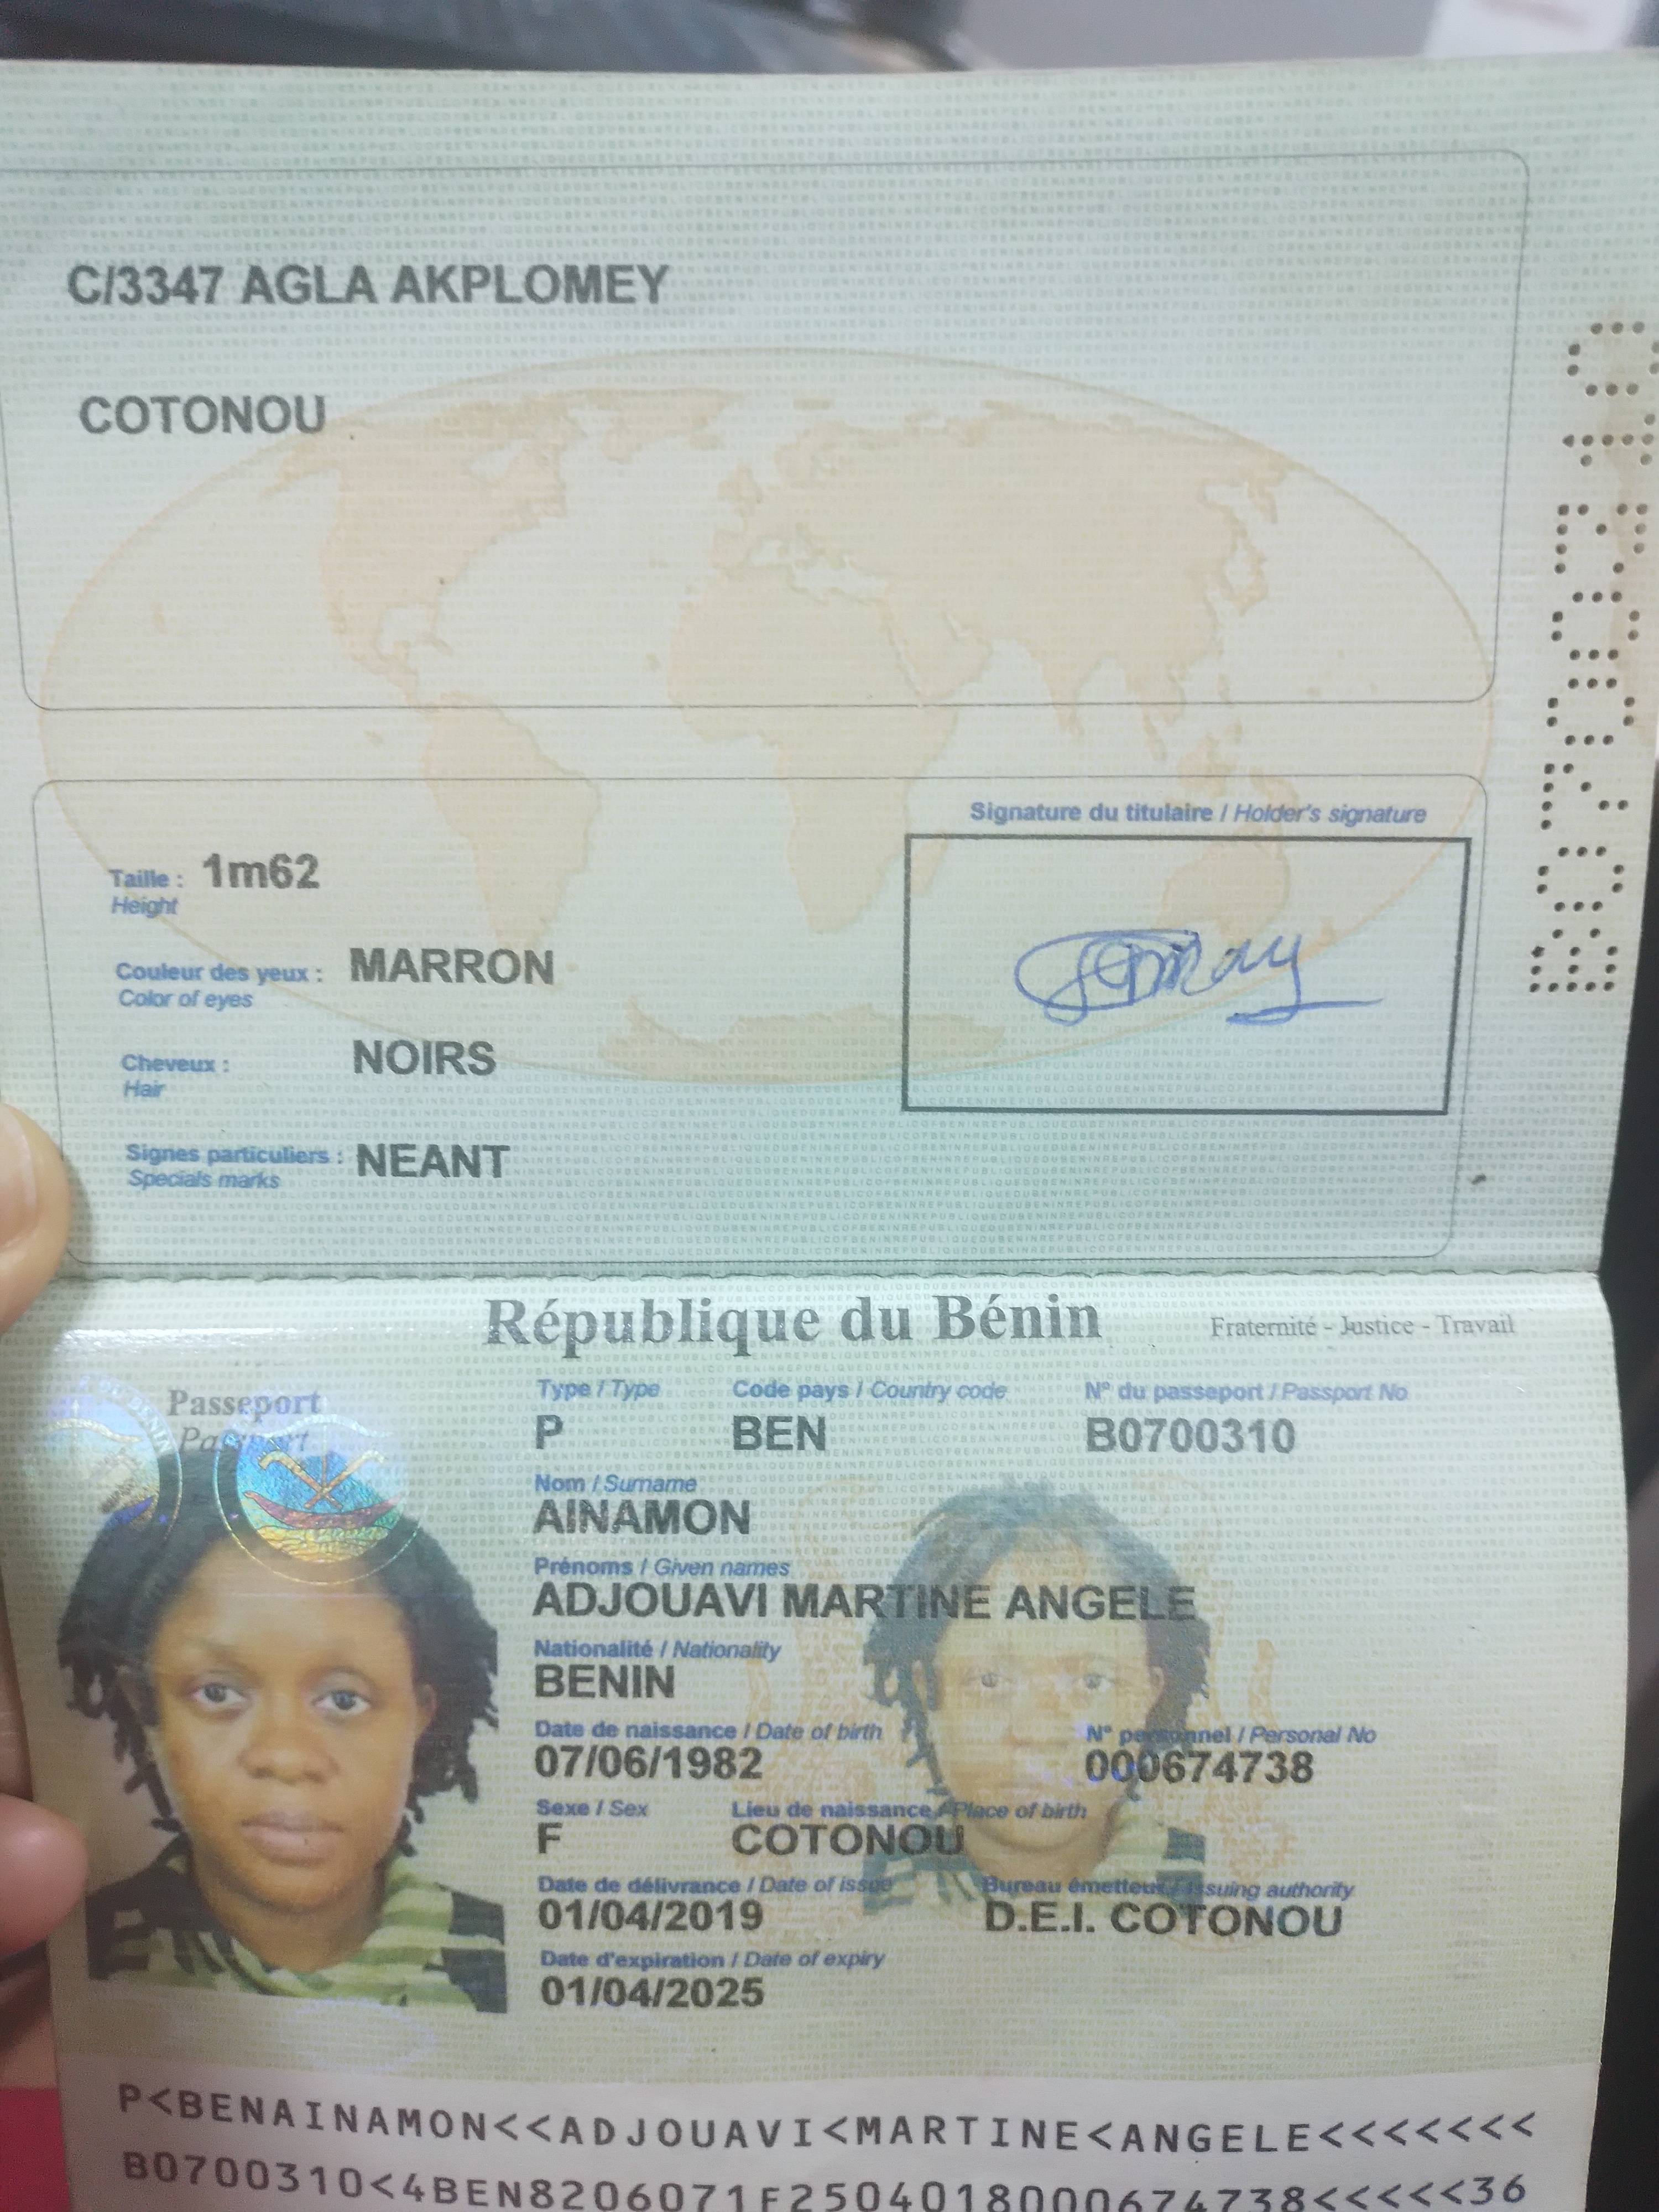 C/3347 AGLA AKPLOMEY
COTONOU
B0700310
Signature du titulaire / Holder's signature
Taille : 1m62
Height
Couleur des yeux : MARRON
Color of eyes
Cheveux : NOIRS
Hair
Signes particuliers : NEANT
Specials marks
République du Bénin
Fraternité - Justice - Travail
Passeport
Passport
Type / Type
Code pays / Country code
N° du passeport / Passport No
P
BEN
B0700310
Nom / Surname
AINAMON
Prénoms / Given names
ADJOUAVI MARTINE ANGELE
Nationalité / Nationality
BENIN
Date de naissance / Date of birth
N° personnel / Personal No
07/06/1982
000674738
Sexe / Sex
Lieu de naissance / Place of birth
F
COTONOU
Date de délivrance / Date of issue
Bureau émetteur / Issuing authority
01/04/2019
D.E.I. COTONOU
Date d'expiration / Date of expiry
01/04/2025
P<BENAINAMON<<ADJOUAVI<MARTINE<ANGELE<<<<<<<
B0700310<4BEN8206071F2504018000674738<<<<<36